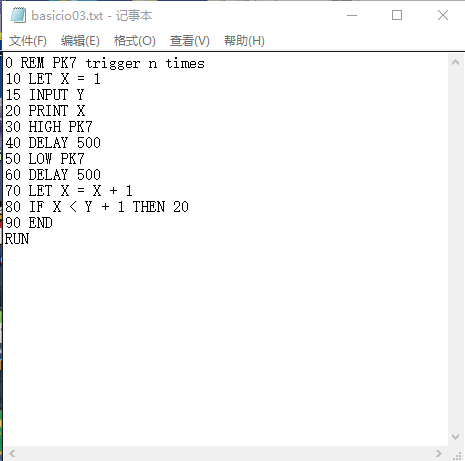 basicio03.txt - 记事本
文件(F) 编辑(E) 格式(O) 查看(V) 帮助(H)
0 REM PK7 trigger n times
10 LET X = 1
15 INPUT Y
20 PRINT X
30 HIGH PK7
40 DELAY 500
50 LOW PK7
60 DELAY 500
70 LET X = X + 1
80 IF X < Y + 1 THEN 20
90 END
RUN